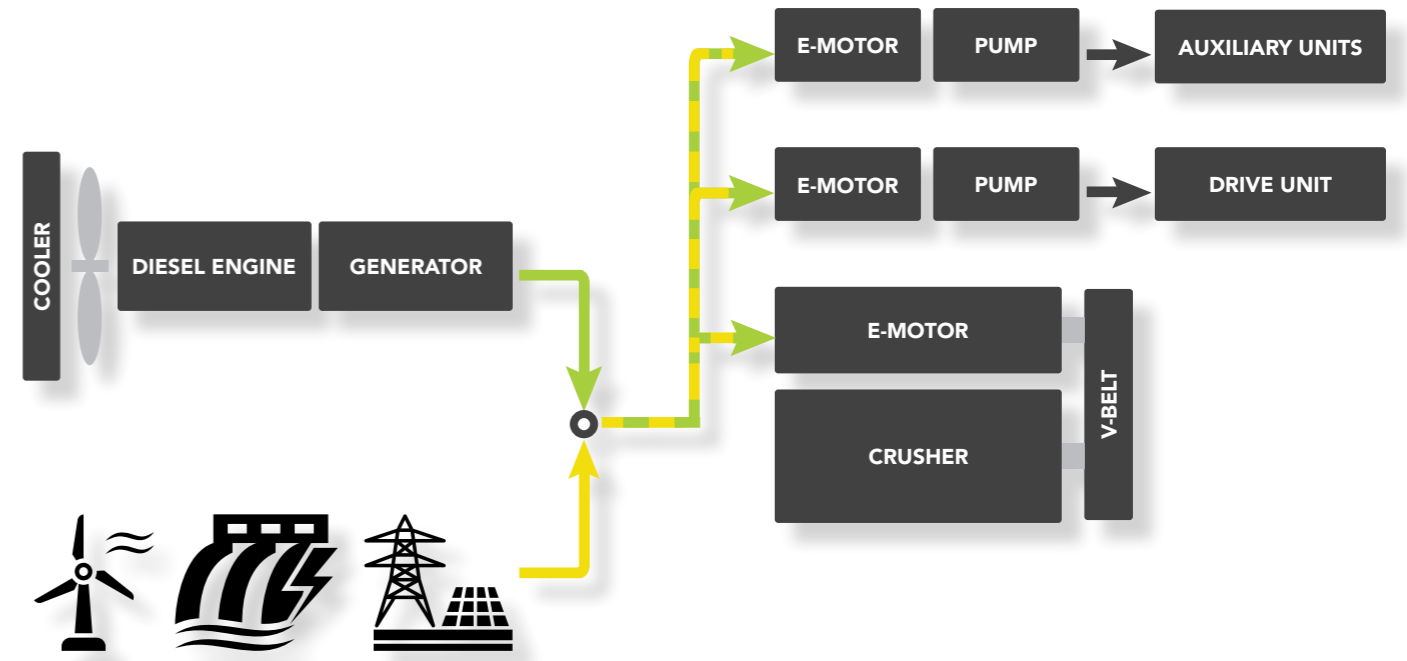 E-MOTOR
PUMP
AUXILIARY UNITS
E-MOTOR
PUMP
DRIVE UNIT
COOLER
DIESEL ENGINE
GENERATOR
E-MOTOR
V-BELT
CRUSHER